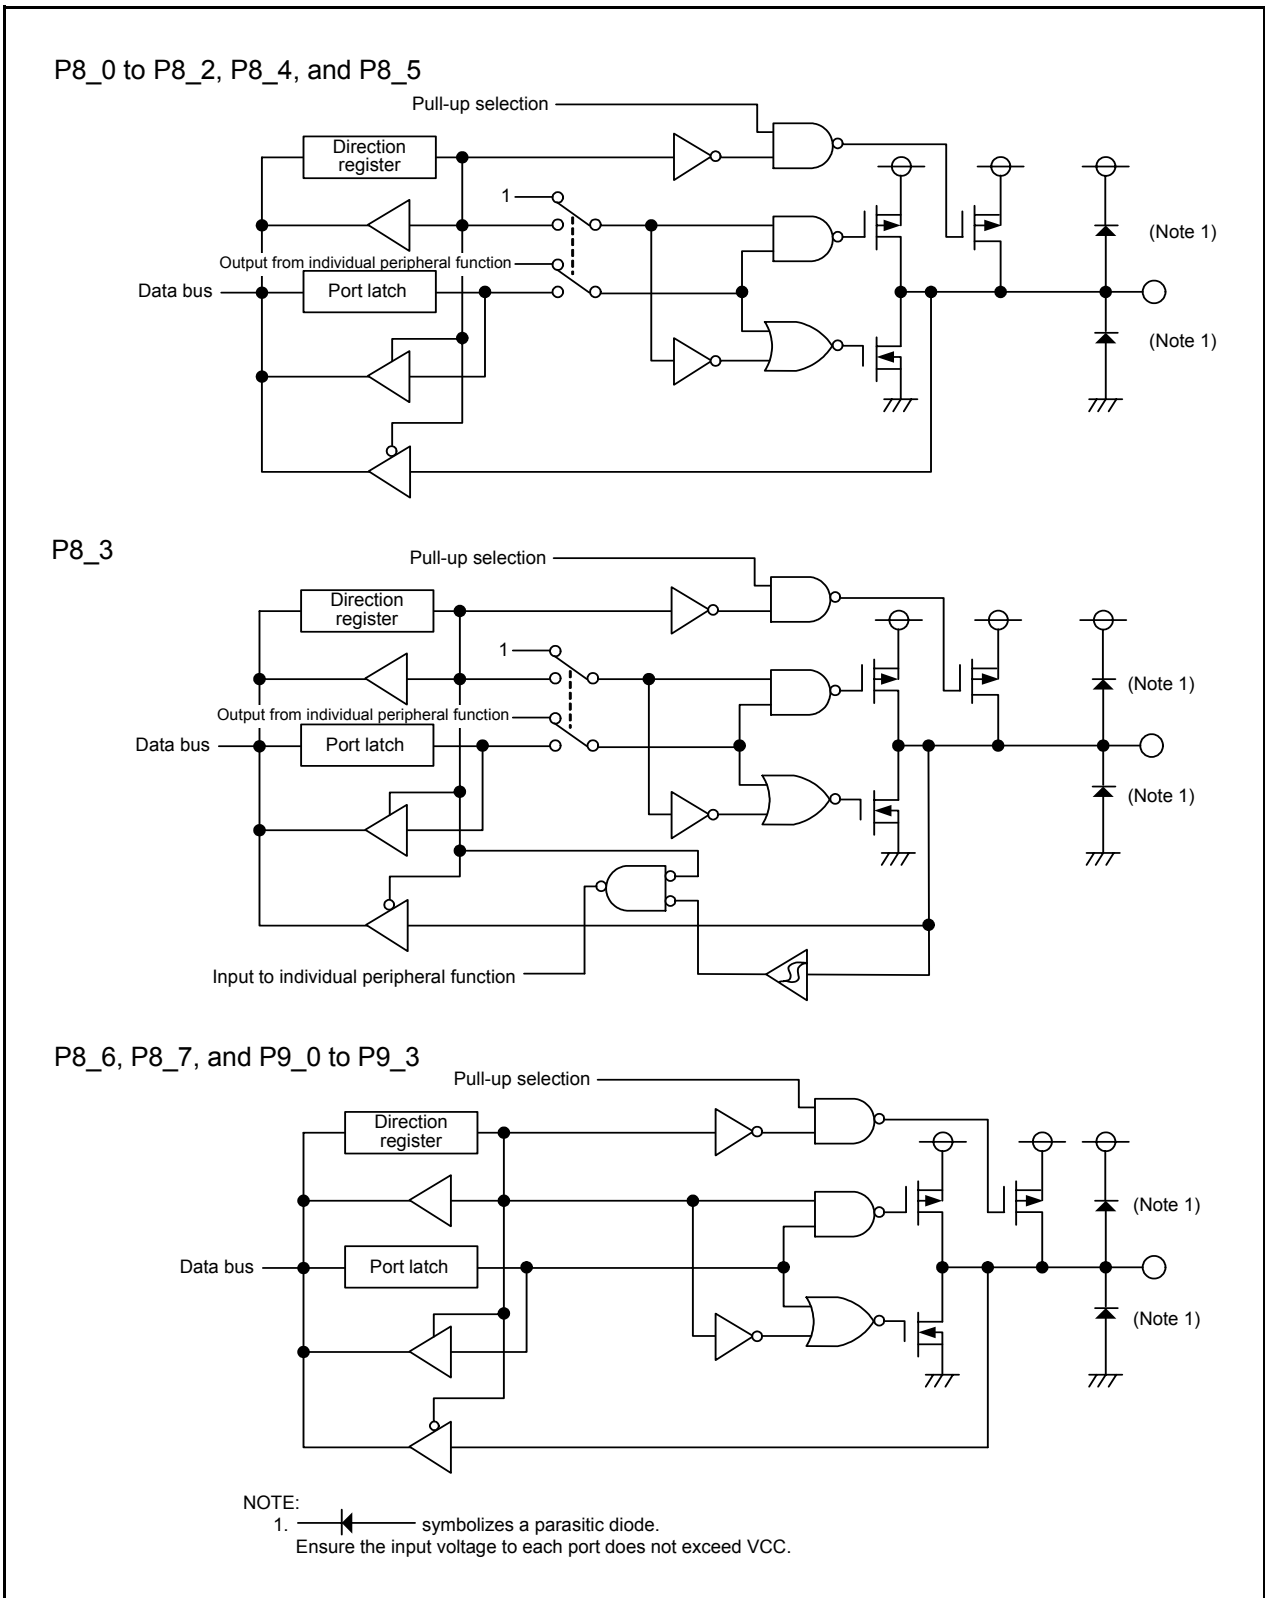 P8_0 to P8_2, P8_4, and P8_5
Pull-up selection
Direction
register
1
(Note 1)
Output from individual peripheral function
Data bus
Port latch
(Note 1)
P8_3
Pull-up selection
Direction
register
1
(Note 1)
Output from individual peripheral function
Data bus
Port latch
(Note 1)
Input to individual peripheral function
P8_6, P8_7, and P9_0 to P9_3
Pull-up selection
Direction
register
(Note 1)
Data bus
Port latch
(Note 1)
NOTE:
1. symbolizes a parasitic diode.
Ensure the input voltage to each port does not exceed VCC.